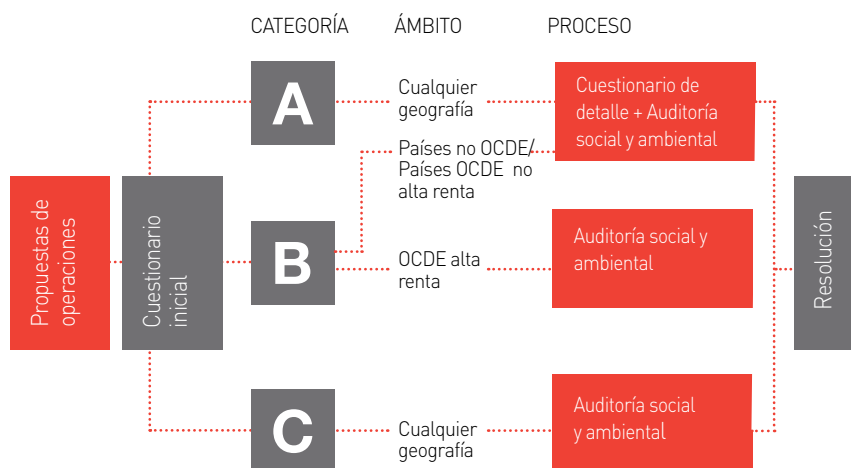 CATEGORÍA ÁMBITO PROCESO
Propuestas de
operaciones
Cuestionario
inicial
A
Cualquier
geografía
Cuestionario de
detalle + Auditoría
social y ambiental
Países no OCDE/
Países OCDE no
alta renta
B
OCDE alta
renta
Auditoría social y
ambiental
C
Cualquier
geografía
Auditoría social
y ambiental
Resolución